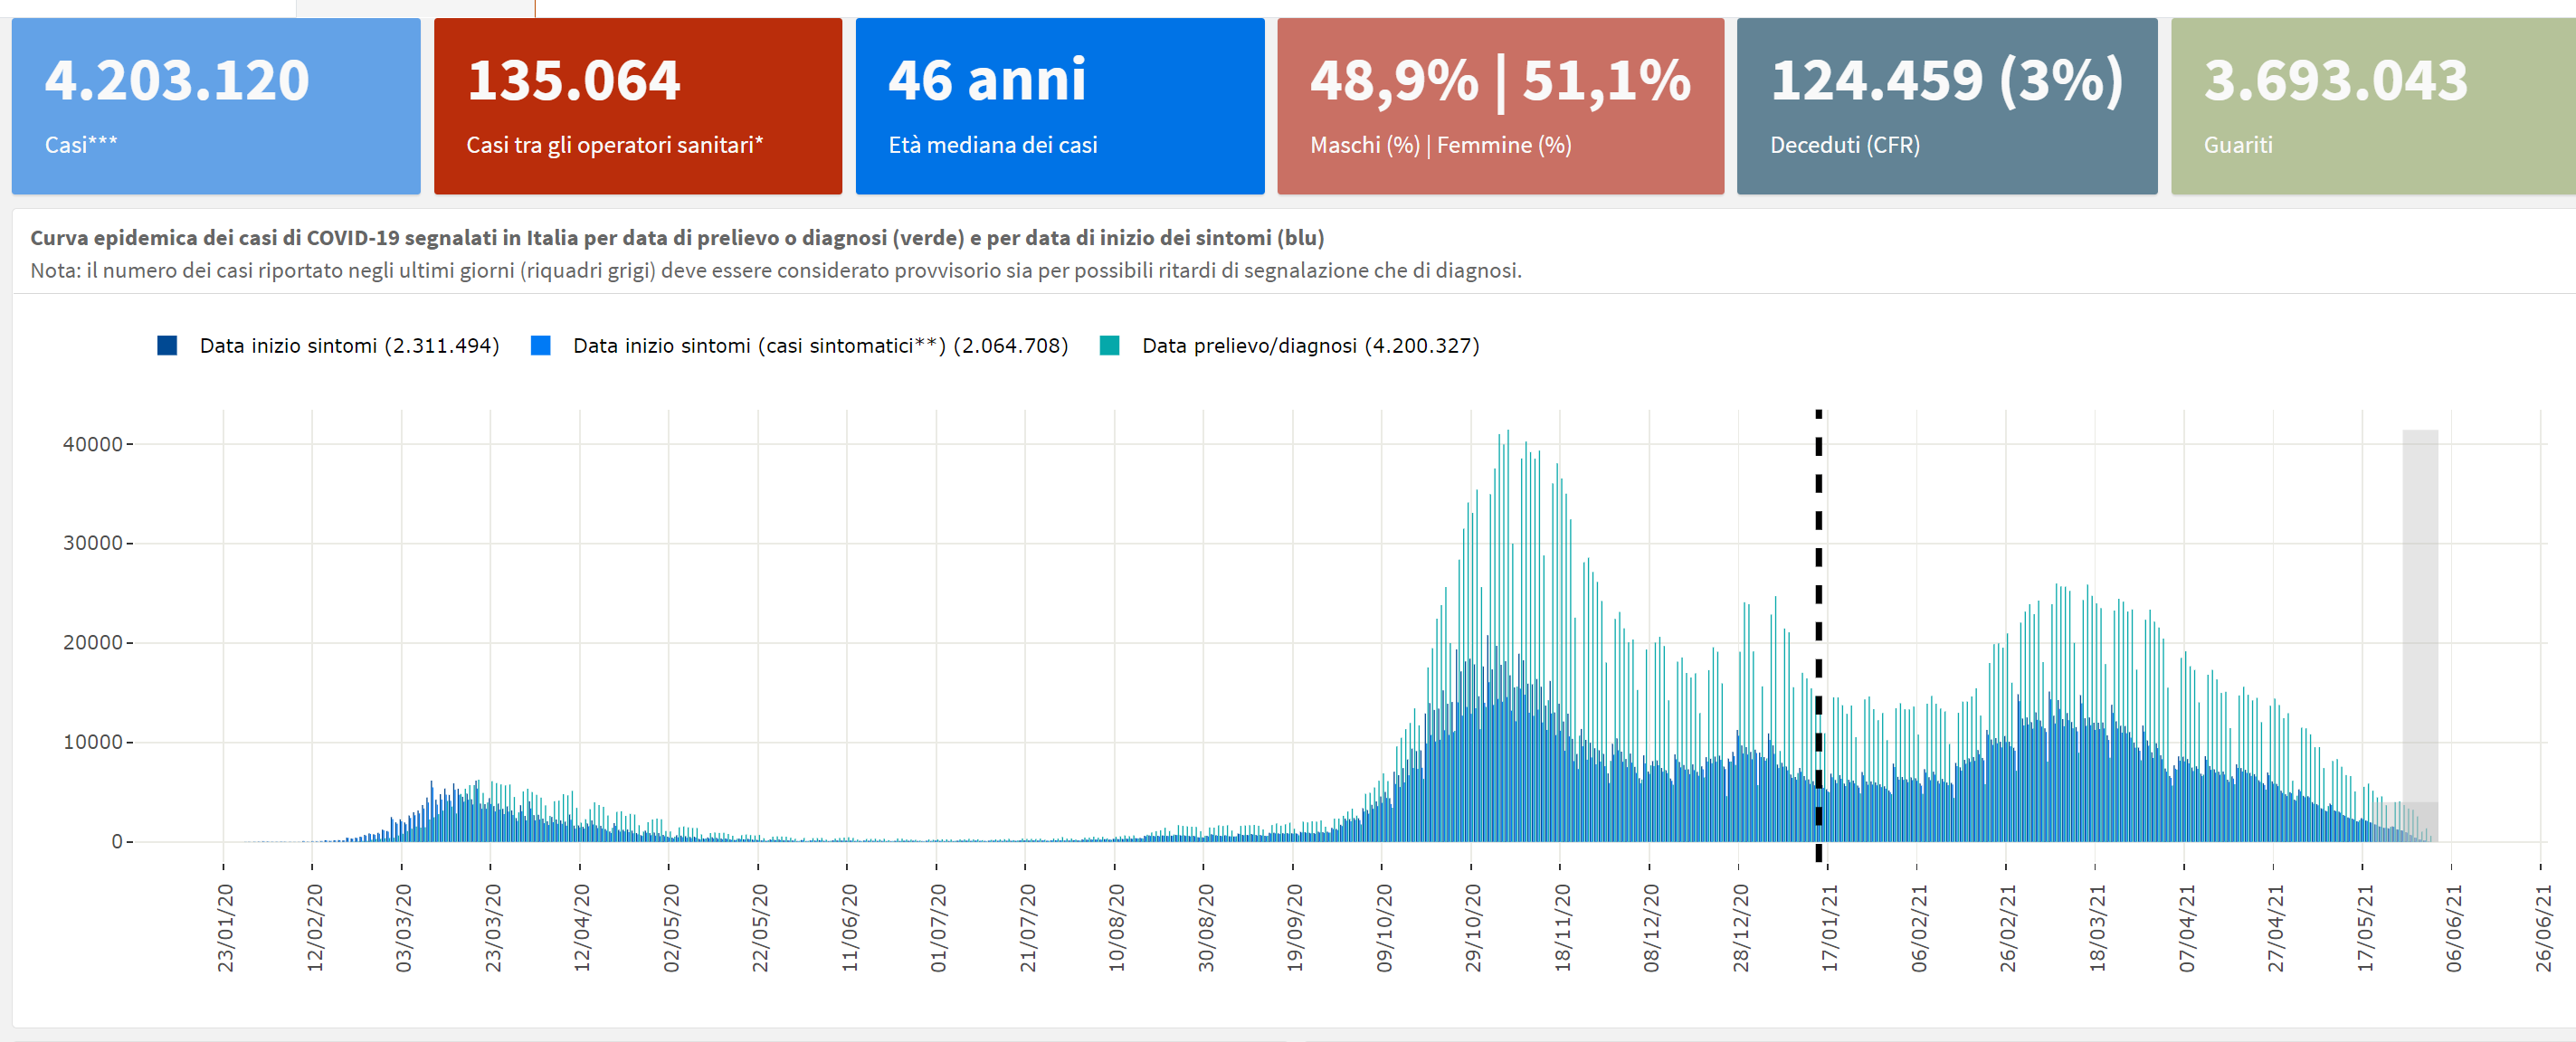 4.203.120
Casi***
135.064
Casi tra gli operatori sanitari*
46 anni
Età mediana dei casi
48,9% | 51,1%
Maschi (%) | Femmine (%)
124.459 (3%)
Deceduti (CFR)
3.693.043
Guariti
Curva epidemica dei casi di COVID-19 segnalati in Italia per data di prelievo o diagnosi (verde) e per data di inizio dei sintomi (blu)
Nota: il numero dei casi riportato negli ultimi giorni (riquadri grigi) deve essere considerato provvisorio sia per possibili ritardi di segnalazione che di diagnosi.
Data inizio sintomi (2.311.494)
Data inizio sintomi (casi sintomatici**) (2.064.708)
Data prelievo/diagnosi (4.200.327)
40000
30000
20000
10000
0
23/01/20
12/02/20
03/03/20
23/03/20
12/04/20
02/05/20
22/05/20
11/06/20
01/07/20
21/07/20
10/08/20
30/08/20
19/09/20
09/10/20
29/10/20
18/11/20
08/12/20
28/12/20
17/01/21
06/02/21
26/02/21
18/03/21
07/04/21
27/04/21
17/05/21
06/06/21
26/06/21